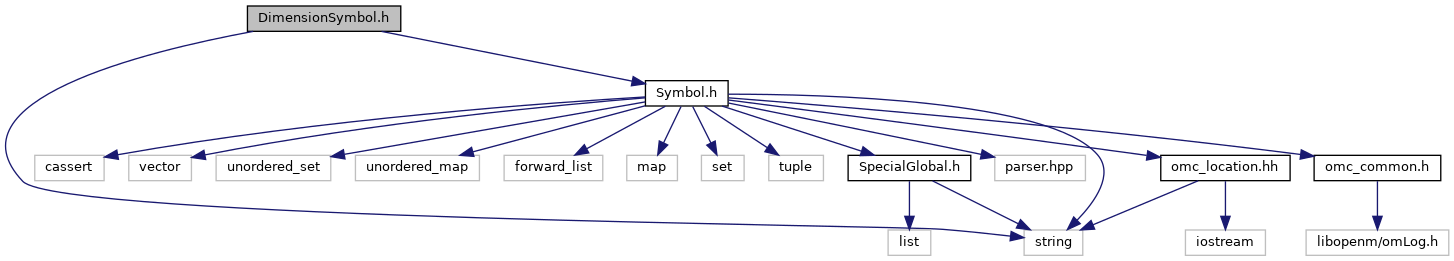 DimensionSymbol.h
Symbol.h
cassert
vector
unordered_set
unordered_map
forward_list
map
set
tuple
SpecialGlobal.h
parser.hpp
omc_location.hh
omc_common.h
list
string
iostream
libopenm/omLog.h